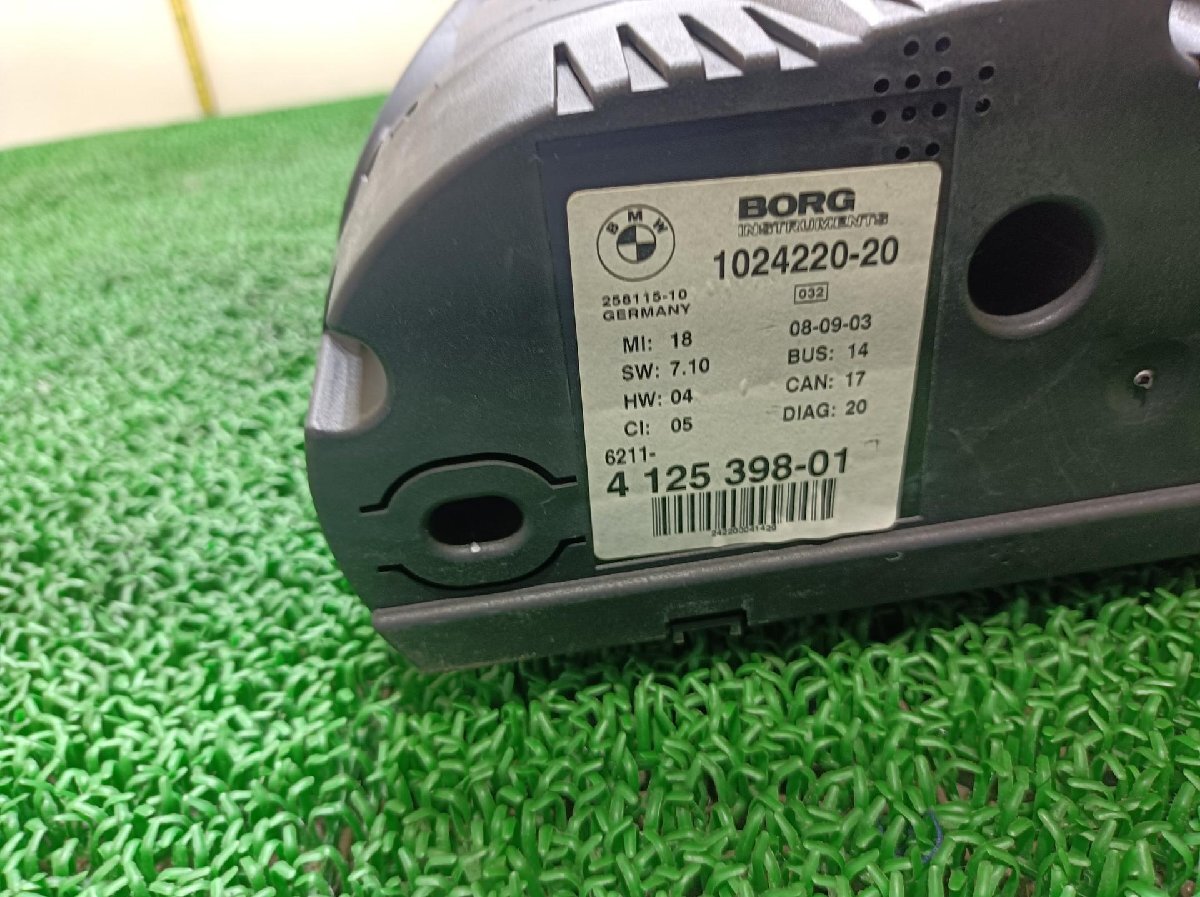 BMW
BORG
INSTRUMENTS
1024220-20
258115-10
GERMANY
032
08-09-03
MI: 18
BUS: 14
SW: 7.10
CAN: 17
HW: 04
DIAG: 20
CI: 05
6211-
4 125 398-01